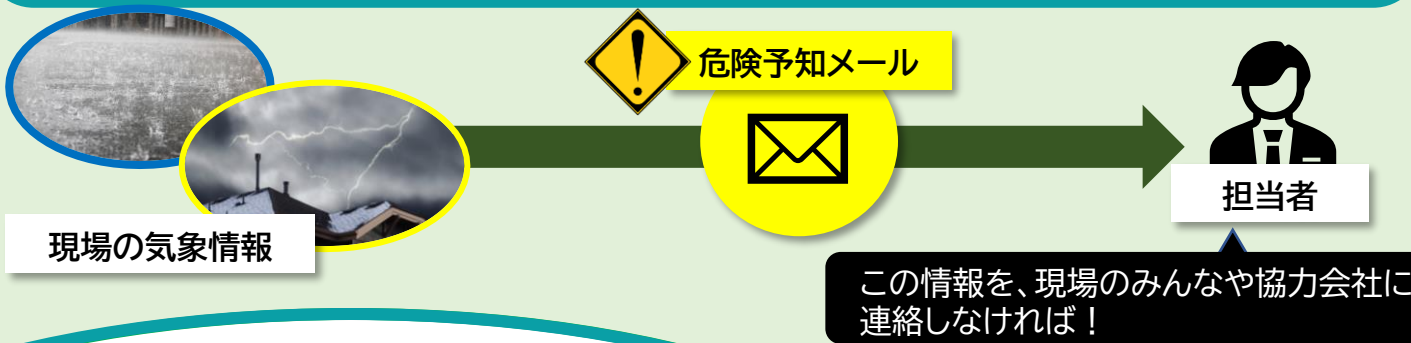 危険予知メール
担当者
現場の気象情報
この情報を、現場のみんなや協力会社に
連絡しなければ！